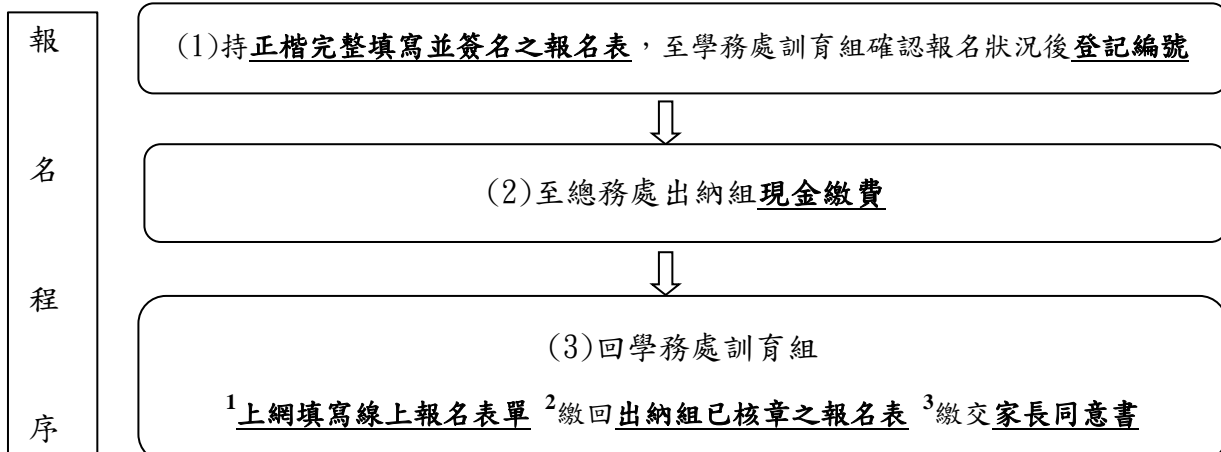 報名程序
(1)持正楷完整填寫並簽名之報名表，至學務處訓育組確認報名狀況後登記編號
(2)至總務處出納組現金繳費
(3)回學務處訓育組
1上網填寫線上報名表單 2繳回出納組已核章之報名表 3繳交家長同意書